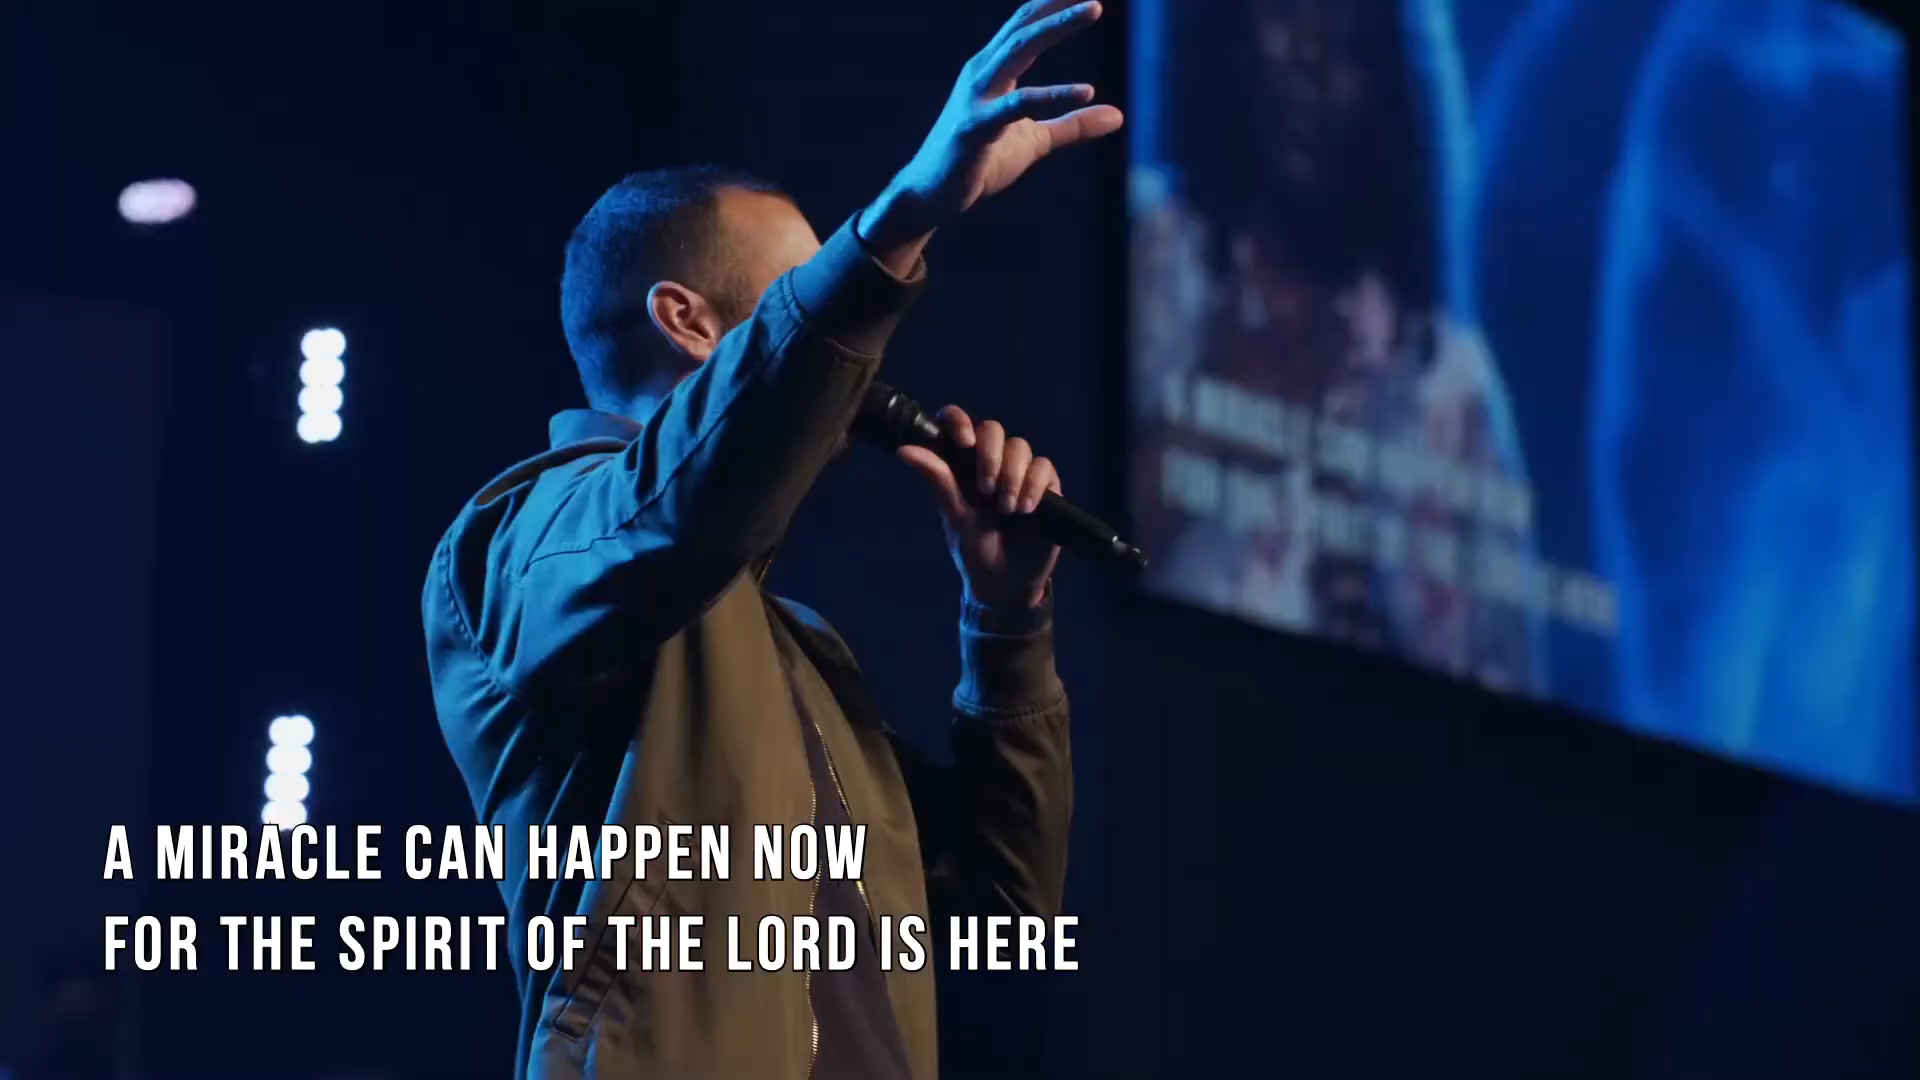 A MIRACLE CAN HAPPEN NOW
FOR THE SPIRIT OF THE LORD IS HERE